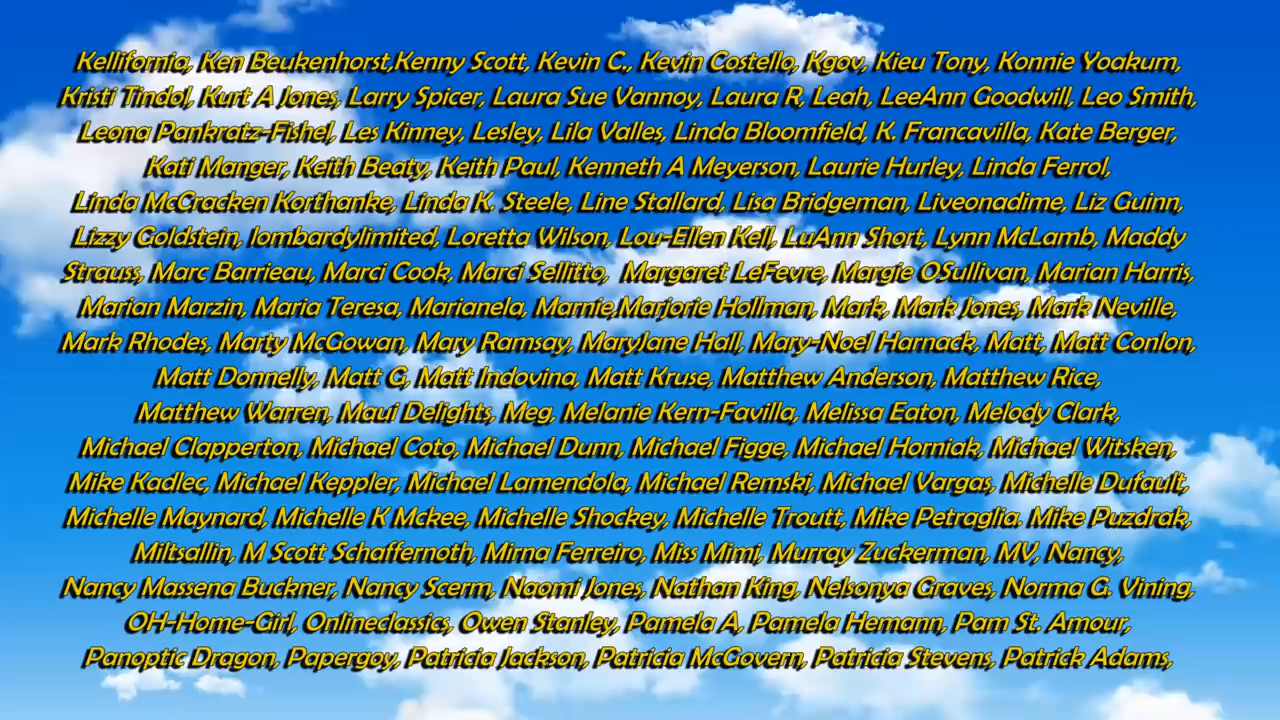 Kellifornia, Ken Beukenhorst,Kenny Scott, Kevin C., Kevin Costello, Kgov, Kieu Tony, Konnie Yoakum,
Kristi Tindol, Kurt A Jones, Larry Spicer, Laura Sue Vannoy, Laura R, Leah, LeeAnn Goodwill, Leo Smith,
Leona Pankratz-Fishel, Les Kinney, Lesley, Lila Valles, Linda Bloomfield, K. Francavilla, Kate Berger,
Kati Manger, Keith Beaty, Keith Paul, Kenneth A Meyerson, Laurie Hurley, Linda Ferrol,
Linda McCracken Korthanke, Linda K. Steele, Line Stallard, Lisa Bridgeman, Liveonadime, Liz Guinn,
Lizzy Goldstein, lombardylimited, Loretta Wilson, Lou-Ellen Kell, LuAnn Short, Lynn McLamb, Maddy
Strauss, Marc Barrieau, Marci Cook, Marci Sellitto,  Margaret LeFevre, Margie OSullivan, Marian Harris,
Marian Marzin, Maria Teresa, Marianela, Marnie,Marjorie Hollman, Mark, Mark Jones, Mark Neville,
Mark Rhodes, Marty McGowan, Mary Ramsay, MaryJane Hall, Mary-Noel Harnack, Matt, Matt Conlon,
Matt Donnelly, Matt G, Matt Indovina, Matt Kruse, Matthew Anderson, Matthew Rice,
Matthew Warren, Maui Delights, Meg, Melanie Kern-Favilla, Melissa Eaton, Melody Clark,
Michael Clapperton, Michael Coto, Michael Dunn, Michael Figge, Michael Horniak, Michael Witsken,
Mike Kadlec, Michael Keppler, Michael Lamendola, Michael Remski, Michael Vargas, Michelle Dufault,
Michelle Maynard, Michelle K Mckee, Michelle Shockey, Michelle Troutt, Mike Petraglia. Mike Puzdrak,
Miltsallin, M Scott Schaffernoth, Mirna Ferreiro, Miss Mimi, Murray Zuckerman, MV, Nancy,
Nancy Massena Buckner, Nancy Scerm, Naomi Jones, Nathan King, Nelsonya Graves, Norma G. Vining,
OH-Home-Girl, Onlineclassics, Owen Stanley, Pamela A, Pamela Hemann, Pam St. Amour,
Panoptic Dragon, Papergoy, Patricia Jackson, Patricia McGovern, Patricia Stevens, Patrick Adams,